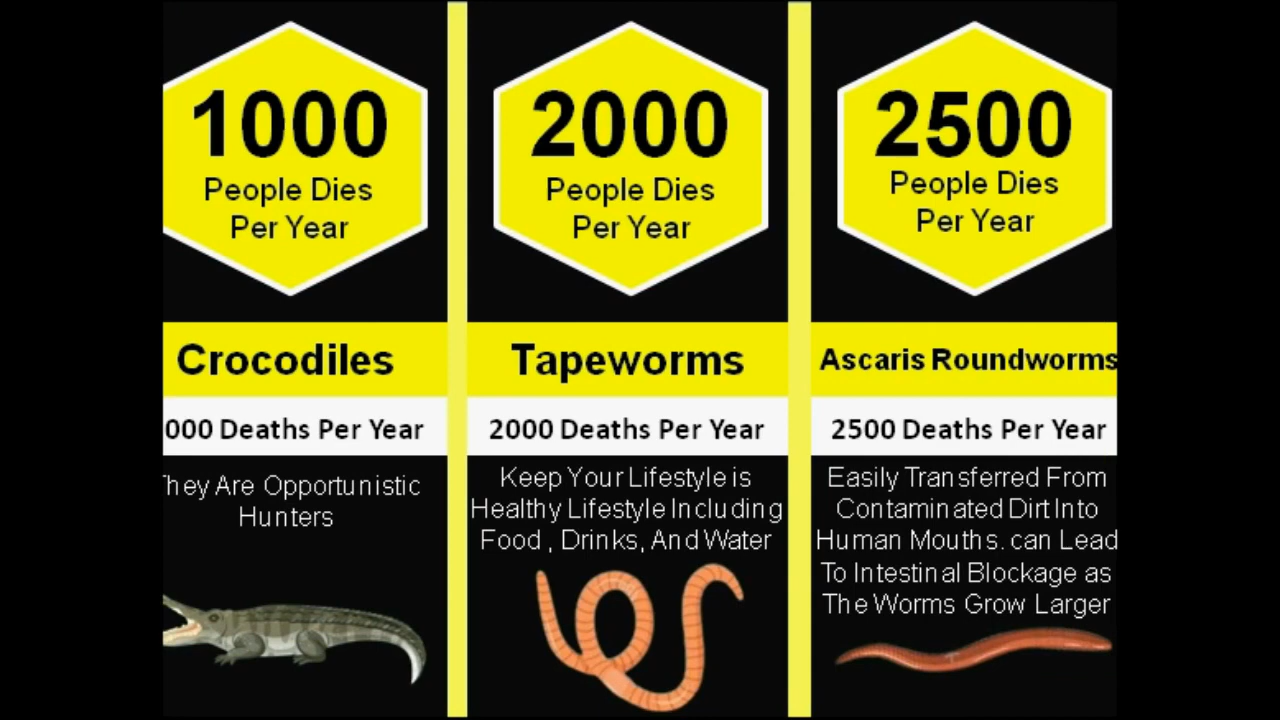 1000
People Dies
Per Year
Crocodiles
000 Deaths Per Year
hey Are Opportunistic
Hunters
2000
People Dies
Per Year
Tapeworms
2000 Deaths Per Year
Keep Your Lifestyle is
Healthy Lifestyle Including
Food , Drinks, And Water
2500
People Dies
Per Year
Ascaris Roundworms
2500 Deaths Per Year
Easily Transferred From
Contaminated Dirt Into
Human Mouths. can Lead
To Intestinal Blockage as
The Worms Grow Larger